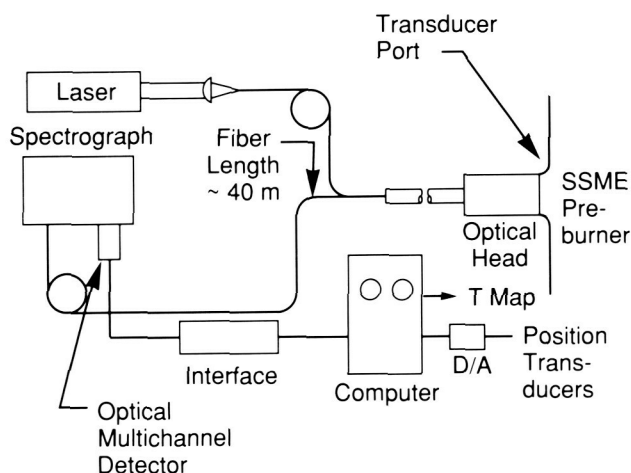 Transducer
Port
Laser
Spectrograph
Fiber
Length
~ 40 m
SSME
Pre-
burner
Optical
Head
T Map
Position
Trans-
ducers
D/A
Interface
Computer
Optical
Multichannel
Detector